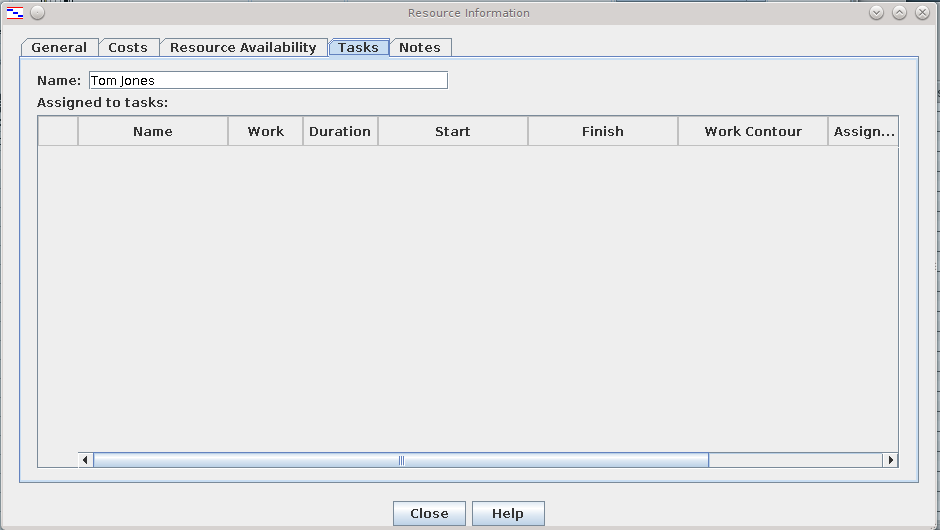 Resource Information
General Costs Resource Availability Tasks Notes
Name: Tom Jones
Assigned to tasks:
Name Work Duration Start Finish Work Contour Assign...
Close Help